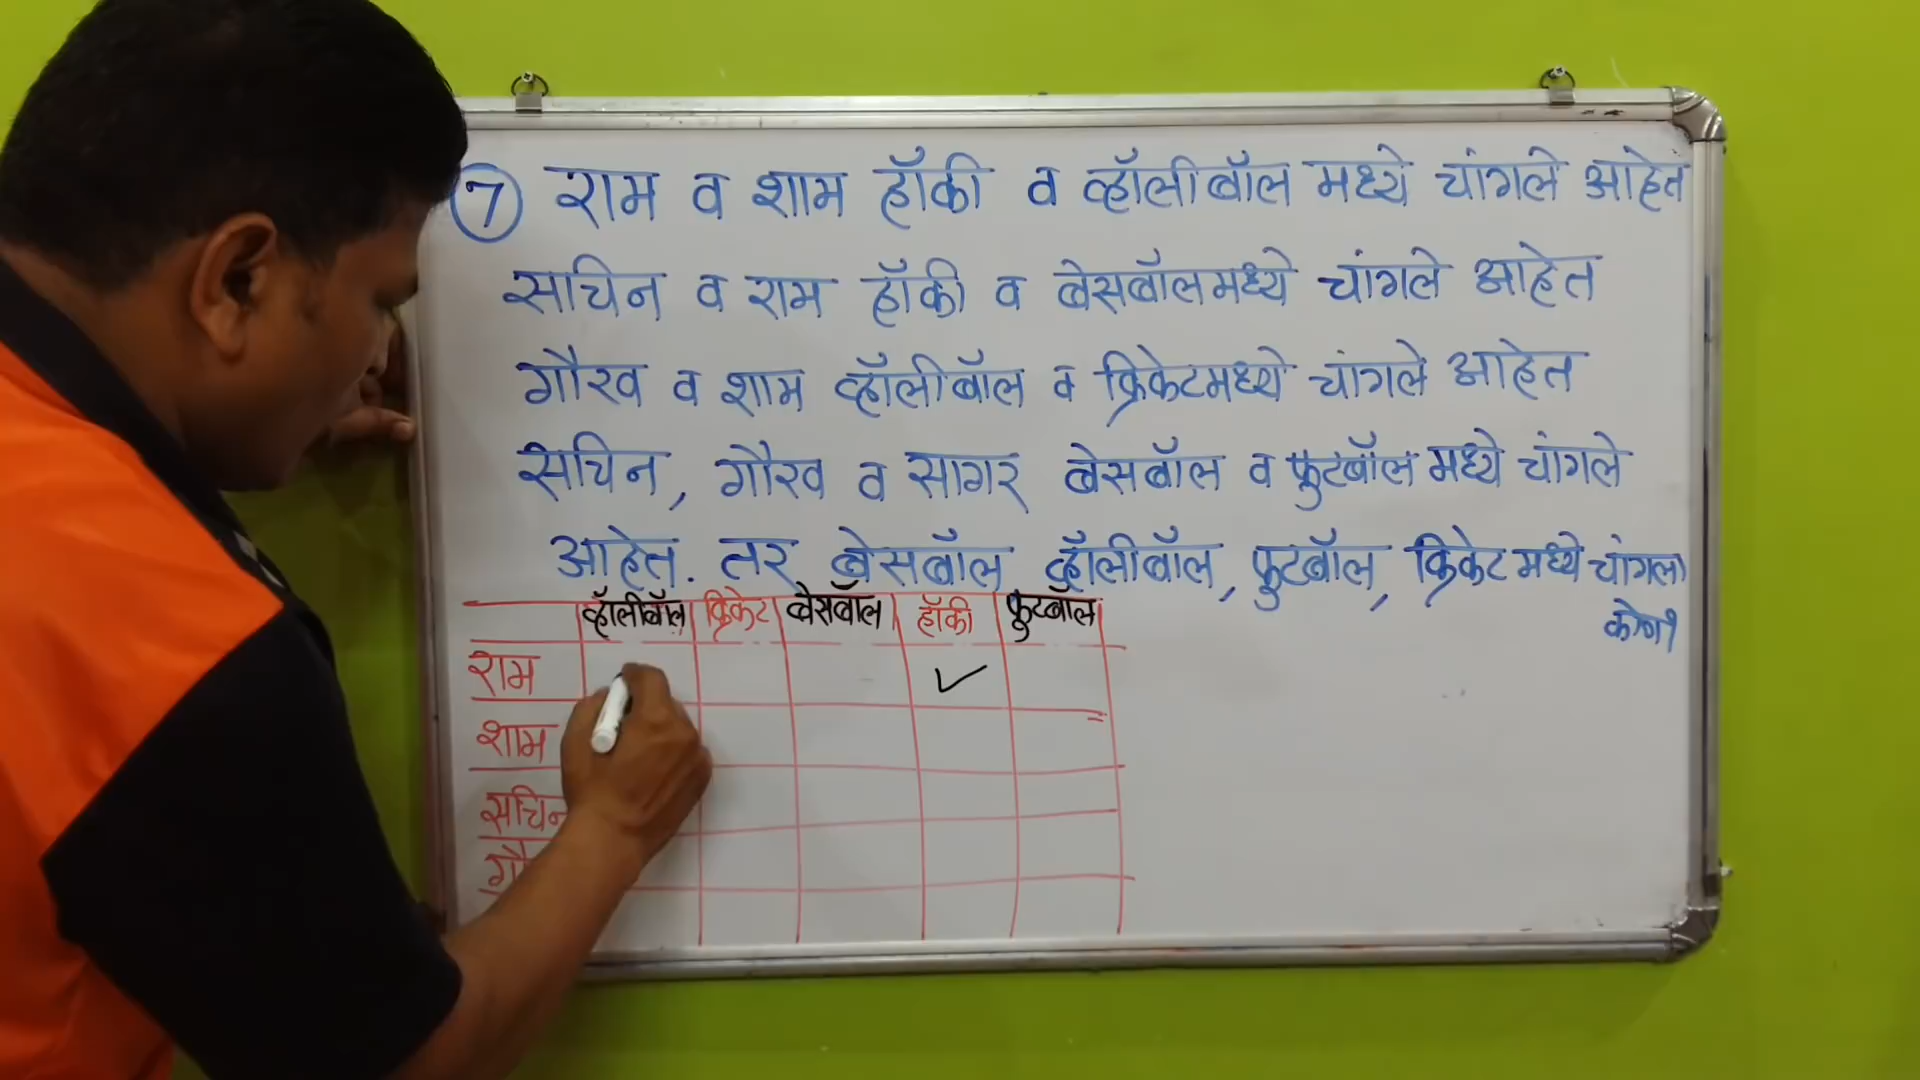 ७ राम व शाम हॉकी व व्हॉलीबॉल मध्ये चांगले आहेत
सचिन व राम हॉकी व बेसबॉलमध्ये चांगले आहेत
गौरव व शाम व्हॉलीबॉल व क्रिकेटमध्ये चांगले आहेत
सचिन, गौरव व सागर बेसबॉल व फुटबॉल मध्ये चांगले
आहेत. तर बेसबॉल, व्हॉलीबॉल, फुटबॉल, क्रिकेट मध्ये चांगला
कोण?
व्हॉलीबॉल क्रिकेट बेसबॉल हॉकी फुटबॉल
राम
शाम
सचिन